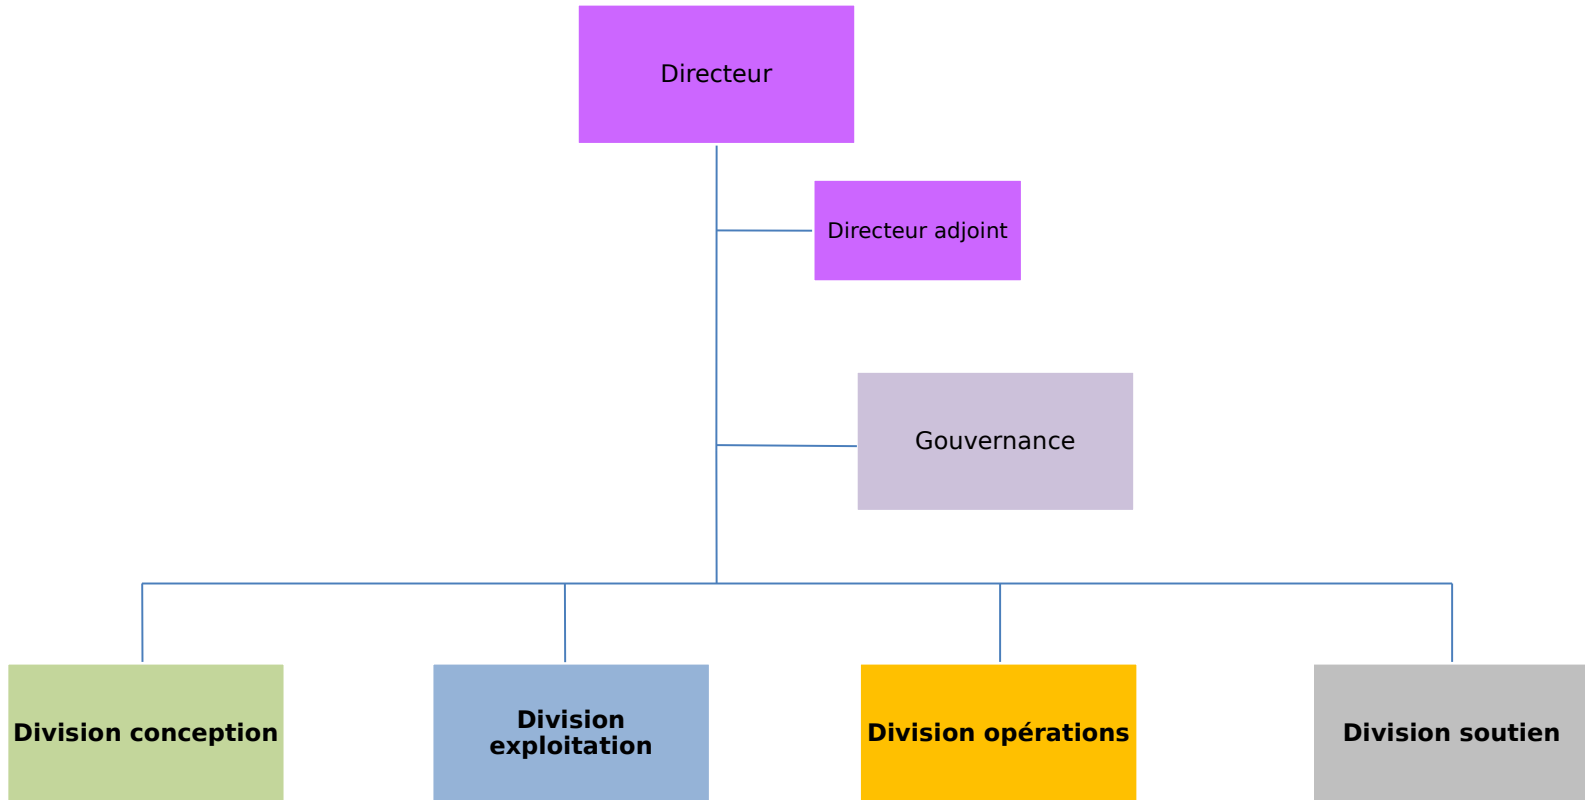 Directeur
Directeur adjoint
Gouvernance
Division conception
Division
exploitation
Division opérations
Division soutien